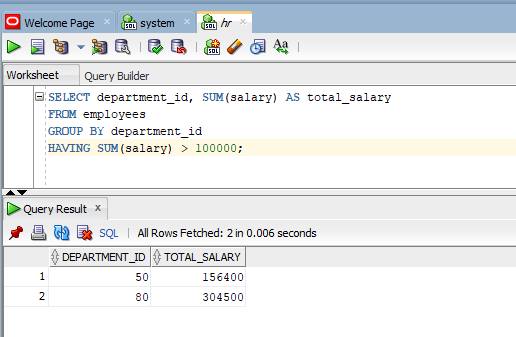 Welcome Page system hr
Worksheet Query Builder
SELECT department_id, SUM(salary) AS total_salary
FROM employees
GROUP BY department_id
HAVING SUM(salary) > 100000;
Query Result x
SQL | All Rows Fetched: 2 in 0.006 seconds
DEPARTMENT_ID TOTAL_SALARY
1 50 156400
2 80 304500